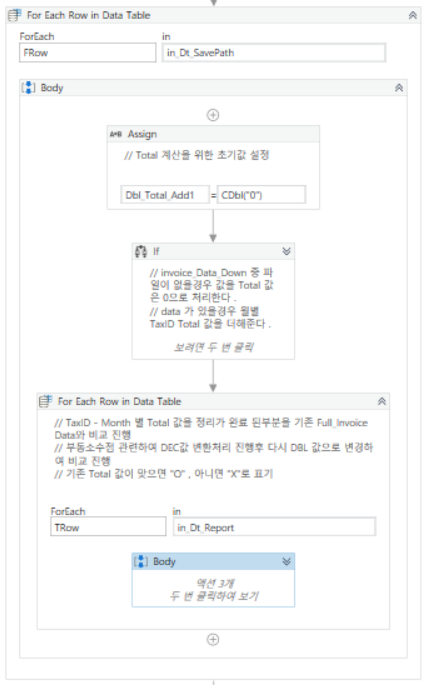 For Each Row in Data Table
ForEach in
FRow in_Dt_SavePath
Body
A*B Assign
// Total 계산을 위한 초기값 설정
Dbl_Total_Add1 = CDbl("0")
If
// invoice_Data_Down 중 파
일이 없을경우 값을 Total 값
은 0으로 처리한다 .
// data 가 있을경우 월별
TaxID Total 값을 더해준다 .
보려면 두 번 클릭
For Each Row in Data Table
// TaxID - Month 별 Total 값을 정리가 완료 된부분을 기존 Full_Invoice
Data와 비교 진행
// 부동소수점 관련하여 DEC값 변환처리 진행후 다시 DBL 값으로 변경하
여 비교 진행
// 기존 Total 값이 맞으면 "O" , 아니면 "X"로 표기
ForEach in
TRow in_Dt_Report
Body
액션 3개
두 번 클릭하여 보기